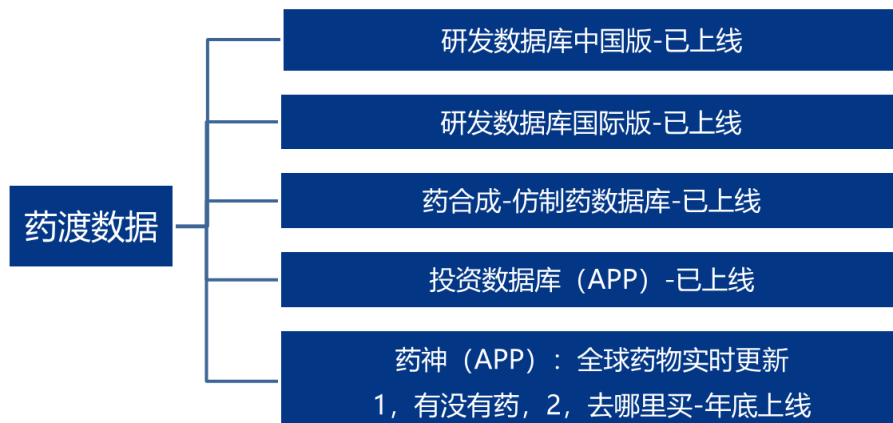 研发数据库中国版-已上线
研发数据库国际版-已上线
药渡数据
药合成-仿制药数据库-已上线
投资数据库（APP）-已上线
药神（APP）：全球药物实时更新
1，有没有药，2，去哪里买-年底上线